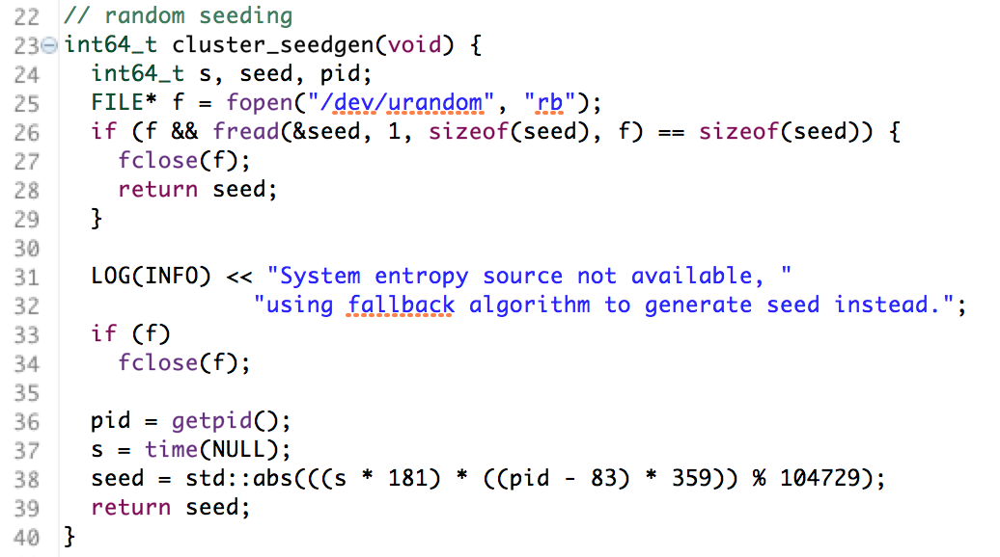 22 // random seeding
23 int64_t cluster_seedgen(void) {
24   int64_t s, seed, pid;
25   FILE* f = fopen("/dev/urandom", "rb");
26   if (f && fread(&seed, 1, sizeof(seed), f) == sizeof(seed)) {
27     fclose(f);
28     return seed;
29   }
30
31   LOG(INFO) << "System entropy source not available, "
32               "using fallback algorithm to generate seed instead.";
33   if (f)
34     fclose(f);
35
36   pid = getpid();
37   s = time(NULL);
38   seed = std::abs(((s * 181) * ((pid - 83) * 359)) % 104729);
39   return seed;
40 }